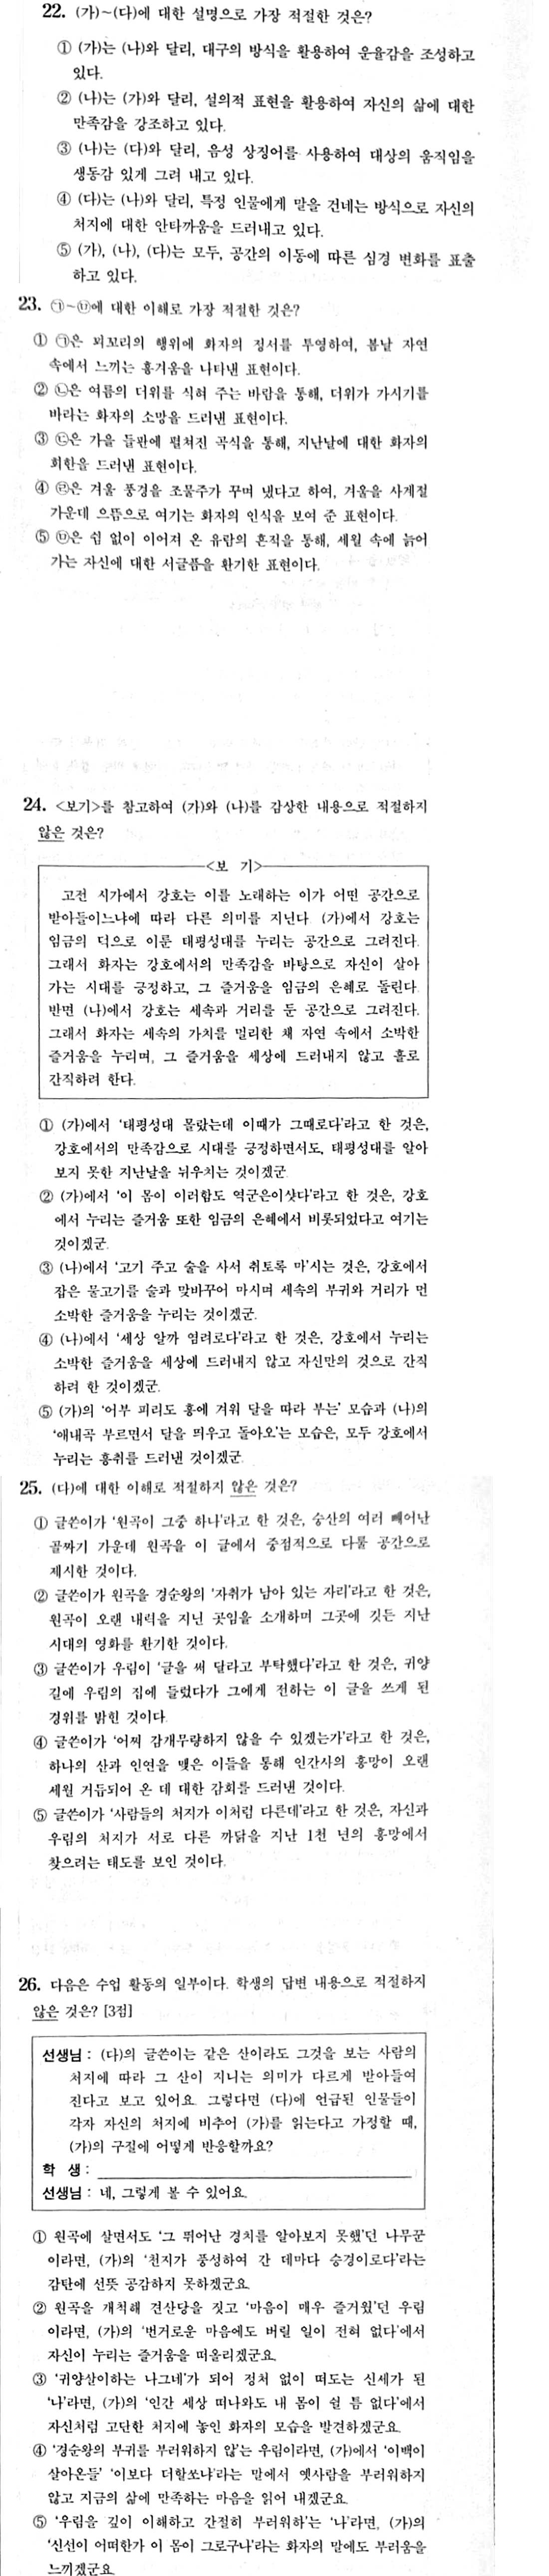 22. (가)~(다)에 대한 설명으로 가장 적절한 것은?
① (가)는 (나)와 달리, 대구의 방식을 활용하여 운율감을 조성하고
있다.
② (나)는 (가)와 달리, 설의적 표현을 활용하여 자신의 삶에 대한
만족감을 강조하고 있다.
③ (나)는 (다)와 달리, 음성 상징어를 사용하여 대상의 움직임을
생동감 있게 그려 내고 있다.
④ (다)는 (나)와 달리, 특정 인물에게 말을 건네는 방식으로 자신의
처지에 대한 안타까움을 드러내고 있다.
⑤ (가), (나), (다)는 모두, 공간의 이동에 따른 심경 변화를 표출
하고 있다.
23. ㉠~㉤에 대한 이해로 가장 적절한 것은?
① ㉠은 꾀꼬리의 행위에 화자의 정서를 투영하여, 봄날 자연
속에서 느끼는 흥겨움을 나타낸 표현이다.
② ㉡은 여름의 더위를 식혀 주는 바람을 통해, 더위가 가시기를
바라는 화자의 소망을 드러낸 표현이다.
③ ㉢은 가을 들판에 펼쳐진 곡식을 통해, 지난날에 대한 화자의
회한을 드러낸 표현이다.
④ ㉣은 겨울 풍경을 조물주가 꾸며 냈다고 하여, 겨울을 사계절
가운데 으뜸으로 여기는 화자의 인식을 보여 준 표현이다.
⑤ ㉤은 쉼 없이 이어져 온 유람의 흔적을 통해, 세월 속에 늙어
가는 자신에 대한 서글픔을 환기한 표현이다.
24. <보기>를 참고하여 (가)와 (나)를 감상한 내용으로 적절하지
않은 것은?
<보 기>
고전 시가에서 강호는 이를 노래하는 이가 어떤 공간으로
받아들이느냐에 따라 다른 의미를 지닌다. (가)에서 강호는
임금의 덕으로 이룬 태평성대를 누리는 공간으로 그려진다.
그래서 화자는 강호에서의 만족감을 바탕으로 자신이 살아
가는 시대를 긍정하고, 그 즐거움을 임금의 은혜로 돌린다.
반면 (나)에서 강호는 세속과 거리를 둔 공간으로 그려진다.
그래서 화자는 세속의 가치를 멀리한 채 자연 속에서 소박한
즐거움을 누리며, 그 즐거움을 세상에 드러내지 않고 홀로
간직하려 한다.
① (가)에서 '태평성대 몰랐는데 이때가 그때로다'라고 한 것은,
강호에서의 만족감으로 시대를 긍정하면서도, 태평성대를 알아
보지 못한 지난날을 뉘우치는 것이겠군.
② (가)에서 '이 몸이 이러함도 역군은이샷다'라고 한 것은, 강호
에서 누리는 즐거움 또한 임금의 은혜에서 비롯되었다고 여기는
것이겠군.
③ (나)에서 '고기 주고 술을 사서 취토록 마'시는 것은, 강호에서
잡은 물고기를 술과 맞바꾸어 마시며 세속의 부귀와 거리가 먼
소박한 즐거움을 누리는 것이겠군.
④ (나)에서 '세상 알까 염려로다'라고 한 것은, 강호에서 누리는
소박한 즐거움을 세상에 드러내지 않고 자신만의 것으로 간직
하려 한 것이겠군.
⑤ (가)의 '어부 피리도 흥에 겨워 달을 따라 부는' 모습과 (나)의
'애내곡 부르면서 달을 띄우고 돌아오'는 모습은, 모두 강호에서
누리는 흥취를 드러낸 것이겠군.
25. (다)에 대한 이해로 적절하지 않은 것은?
① 글쓴이가 '원곡이 그중 하나'라고 한 것은, 숭산의 여러 빼어난
골짜기 가운데 원곡을 이 글에서 중점적으로 다룰 공간으로
제시한 것이다.
② 글쓴이가 원곡을 경순왕의 '자취가 남아 있는 자리'라고 한 것은,
원곡이 오랜 내력을 지닌 곳임을 소개하며 그곳에 깃든 지난
시대의 영화를 환기한 것이다.
③ 글쓴이가 우림이 '글을 써 달라고 부탁했다'라고 한 것은, 귀양
길에 우림의 집에 들렀다가 그에게 전하는 이 글을 쓰게 된
경위를 밝힌 것이다.
④ 글쓴이가 '어찌 감개무량하지 않을 수 있겠는가'라고 한 것은,
하나의 산과 인연을 맺은 이들을 통해 인간사의 흥망이 오랜
세월 거듭되어 온 데 대한 감회를 드러낸 것이다.
⑤ 글쓴이가 '사람들의 처지가 이처럼 다른데'라고 한 것은, 자신과
우림의 처지가 서로 다른 까닭을 지난 1천 년의 흥망에서
찾으려는 태도를 보인 것이다.
26. 다음은 수업 활동의 일부이다. 학생의 답변 내용으로 적절하지
않은 것은? [3점]
선생님 : (다)의 글쓴이는 같은 산이라도 그것을 보는 사람의
처지에 따라 그 산이 지니는 의미가 다르게 받아들여
진다고 보고 있어요. 그렇다면 (다)에 언급된 인물들이
각자 자신의 처지에 비추어 (가)를 읽는다고 가정할 때,
(가)의 구절에 어떻게 반응할까요?
학 생 :
선생님 : 네, 그렇게 볼 수 있어요.
① 원곡에 살면서도 '그 뛰어난 경치를 알아보지 못했'던 나무꾼
이라면, (가)의 '천지가 풍성하여 간 데마다 승경이로다'라는
감탄에 선뜻 공감하지 못하겠군요.
② 원곡을 개척해 견산당을 짓고 '마음이 매우 즐거웠'던 우림
이라면, (가)의 '번거로운 마음에도 버릴 일이 전혀 없다'에서
자신이 누리는 즐거움을 떠올리겠군요.
③ '귀양살이하는 나그네'가 되어 정처 없이 떠도는 신세가 된
'나'라면, (가)의 '인간 세상 떠나와도 내 몸이 쉴 틈 없다'에서
자신처럼 고단한 처지에 놓인 화자의 모습을 발견하겠군요.
④ '경순왕의 부귀를 부러워하지 않'는 우림이라면, (가)에서 '이백이
살아온들' '이보다 더할쏘냐'라는 말에서 옛사람을 부러워하지
않고 지금의 삶에 만족하는 마음을 읽어 내겠군요.
⑤ '우림을 깊이 이해하고 간절히 부러워하'는 '나'라면, (가)의
'신선이 어떠한가 이 몸이 그로구나'라는 화자의 말에도 부러움을
느끼겠군요.